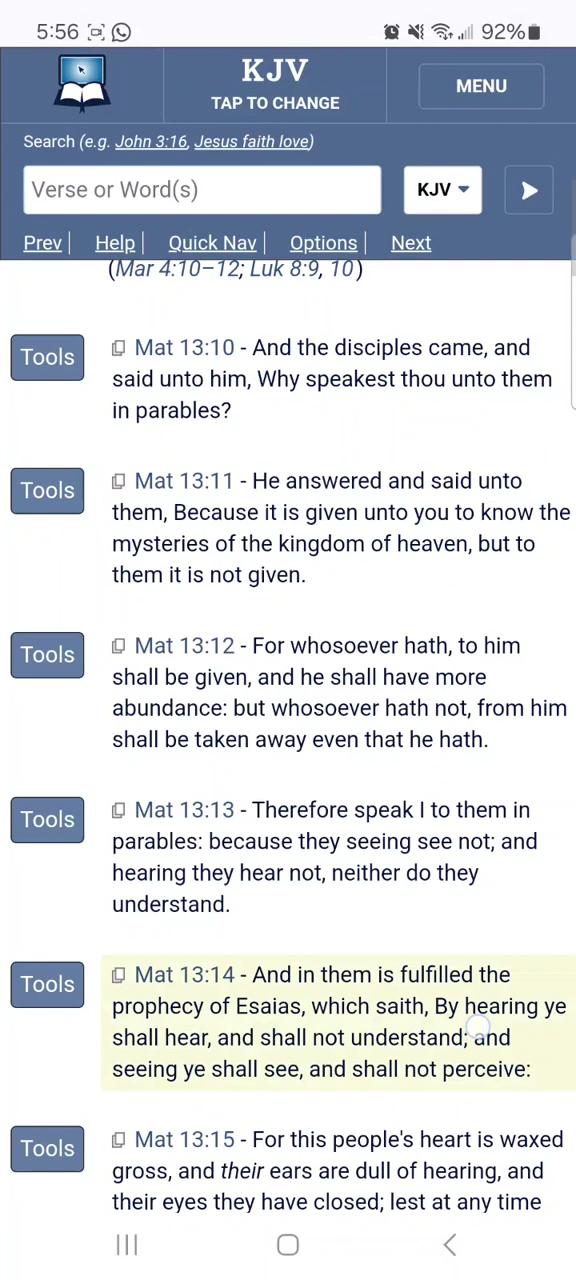 5:56 92%
KJV
TAP TO CHANGE
MENU
Search (e.g. John 3:16, Jesus faith love)
Verse or Word(s)
KJV
Prev | Help | Quick Nav | Options | Next
(Mar 4:10–12; Luk 8:9, 10)
Tools
Mat 13:10 - And the disciples came, and
said unto him, Why speakest thou unto them
in parables?
Tools
Mat 13:11 - He answered and said unto
them, Because it is given unto you to know the
mysteries of the kingdom of heaven, but to
them it is not given.
Tools
Mat 13:12 - For whosoever hath, to him
shall be given, and he shall have more
abundance: but whosoever hath not, from him
shall be taken away even that he hath.
Tools
Mat 13:13 - Therefore speak I to them in
parables: because they seeing see not; and
hearing they hear not, neither do they
understand.
Tools
Mat 13:14 - And in them is fulfilled the
prophecy of Esaias, which saith, By hearing ye
shall hear, and shall not understand; and
seeing ye shall see, and shall not perceive:
Tools
Mat 13:15 - For this people's heart is waxed
gross, and their ears are dull of hearing, and
their eyes they have closed; lest at any time